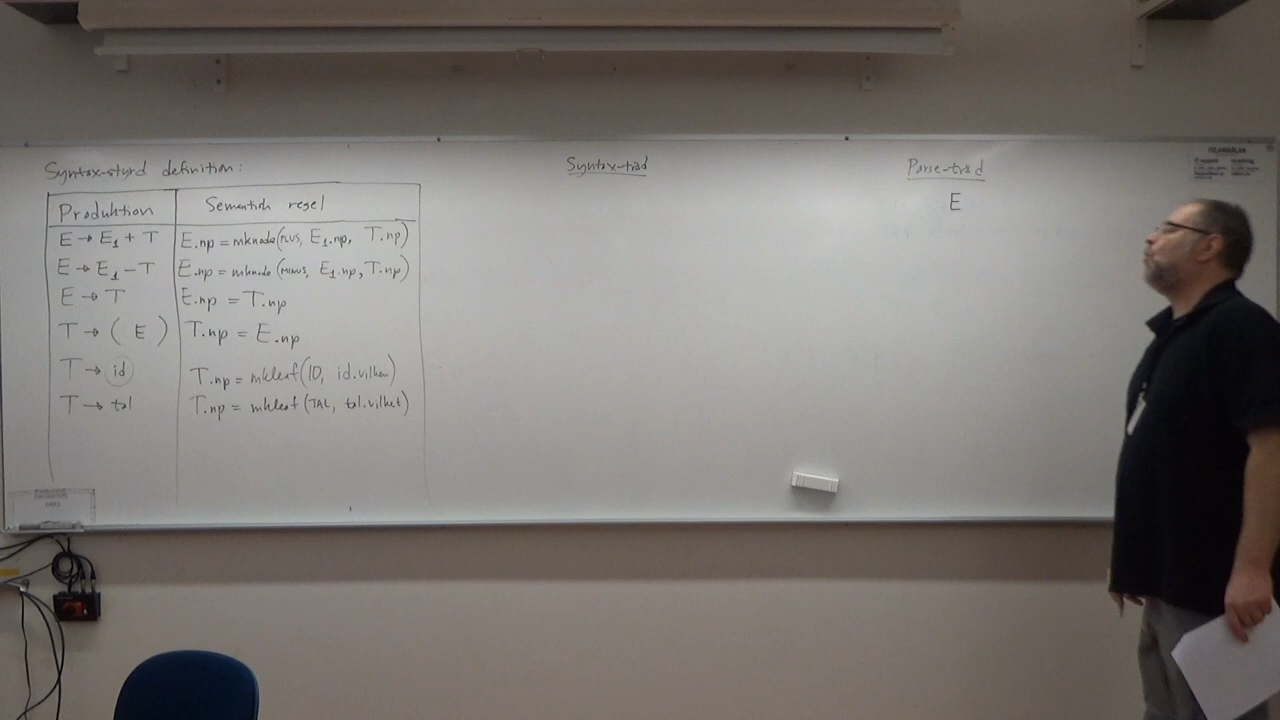 Syntax-styrd definition:
Produktion Semantisk regel
E → E₁ + T E.np = mknode(PLUS, E₁.np, T.np)
E → E₁ - T E.np = mknode(MINUS, E₁.np, T.np)
E → T E.np = T.np
T → ( E ) T.np = E.np
T → id T.np = mkleaf(ID, id.vilken)
T → tal T.np = mkleaf(TAL, tal.vilket)
Syntax-träd
Parse-träd
E
FELANMÄLAN